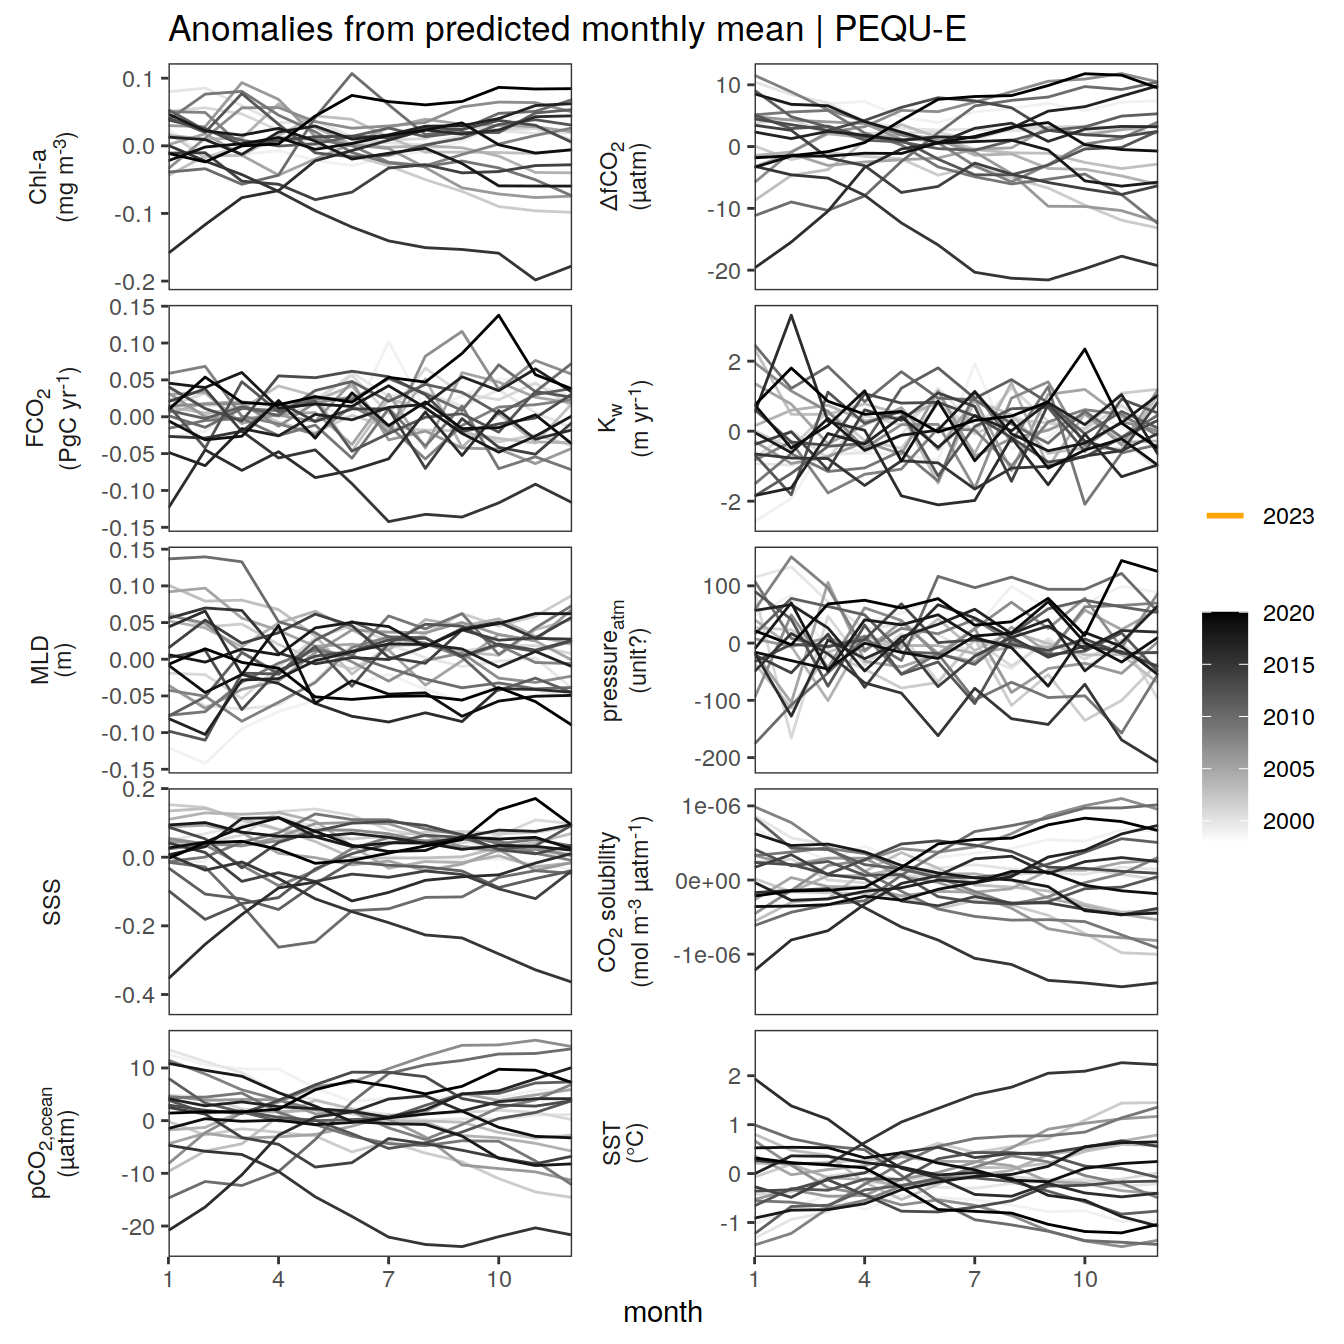 Anomalies from predicted monthly mean | PEQU-E
Chl-a
(mg m-3)
0.1
0.0
-0.1
-0.2
ΔfCO2
(µatm)
10
0
-10
-20
FCO2
(PgC yr-1)
0.15
0.10
0.05
0.00
-0.05
-0.10
-0.15
Kw
(m yr-1)
2
0
-2
MLD
(m)
0.15
0.10
0.05
0.00
-0.05
-0.10
-0.15
pressureatm
(unit?)
100
0
-100
-200
SSS
0.2
0.0
-0.2
-0.4
CO2 solubility
(mol m-3 µatm-1)
1e-06
0e+00
-1e-06
pCO2,ocean
(µatm)
10
0
-10
-20
SST
(°C)
2
1
0
-1
1 4 7 10
1 4 7 10
month
2023
2020
2015
2010
2005
2000